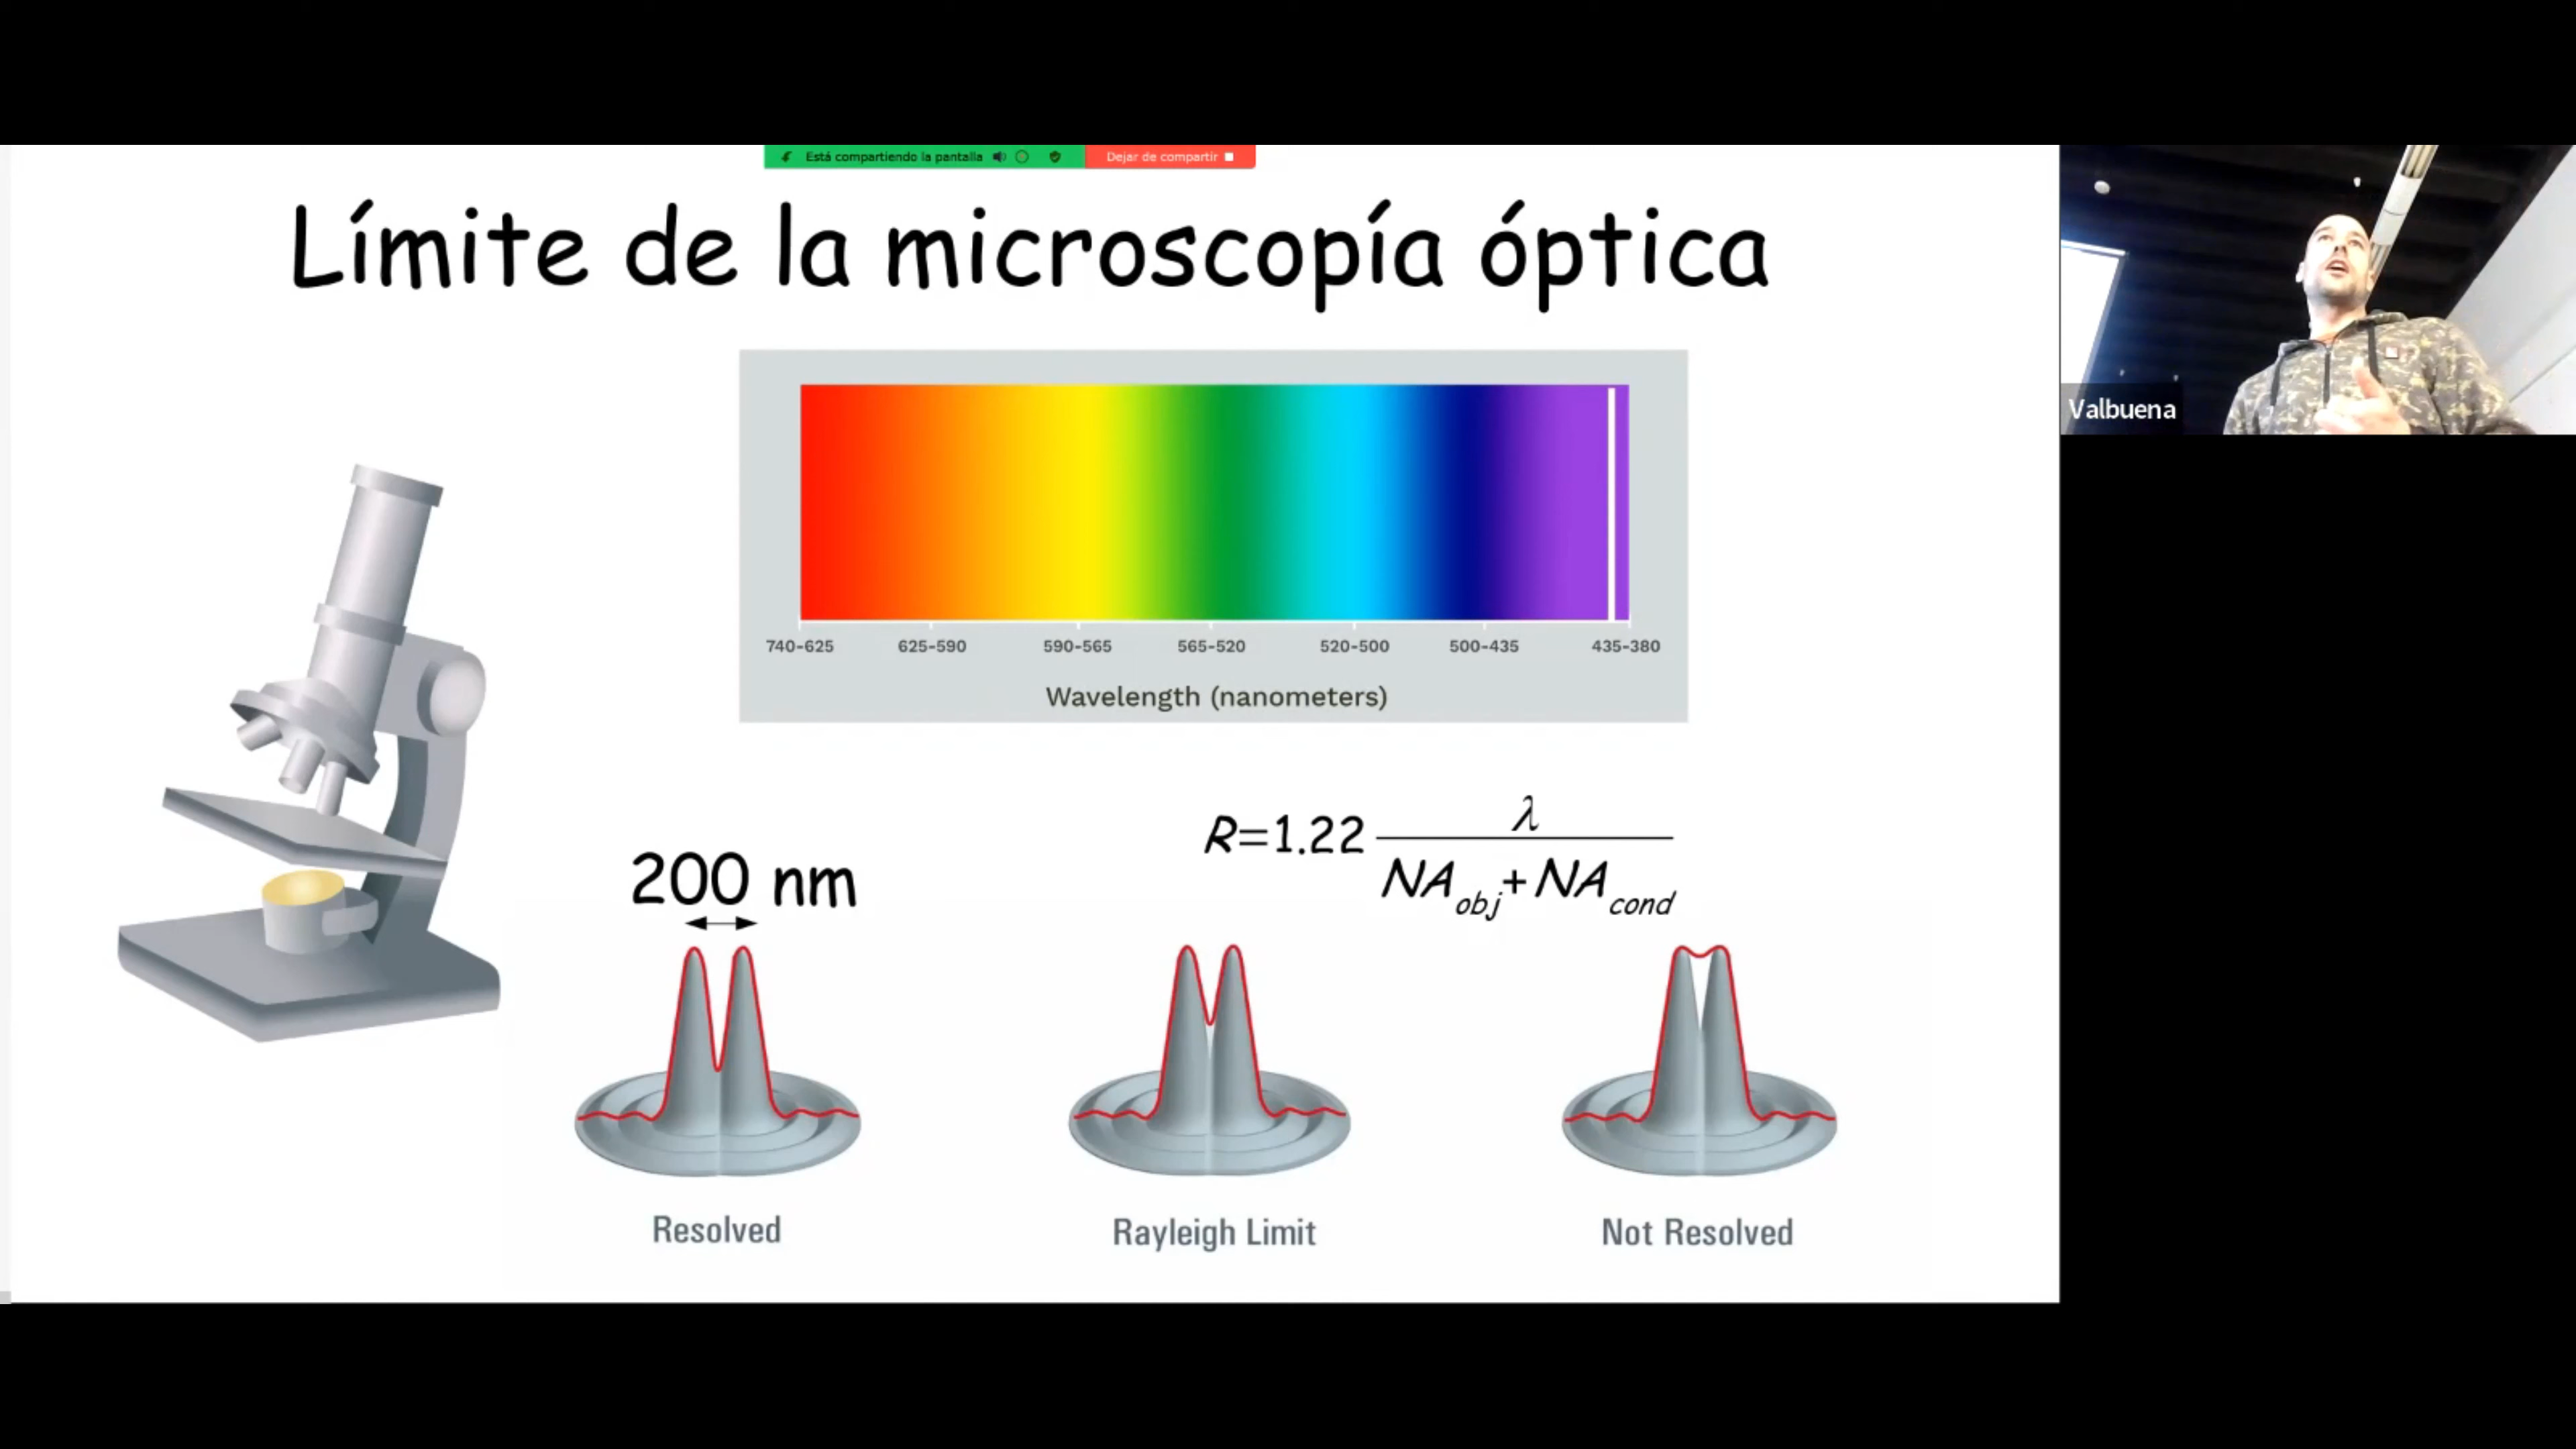 Está compartiendo la pantalla
Dejar de compartir
Límite de la microscopía óptica
Valbuena
740-625 625-590 590-565 565-520 520-500 500-435 435-380
Wavelength (nanometers)
R=1.22 λ / NAobj+NAcond
200 nm
Resolved Rayleigh Limit Not Resolved